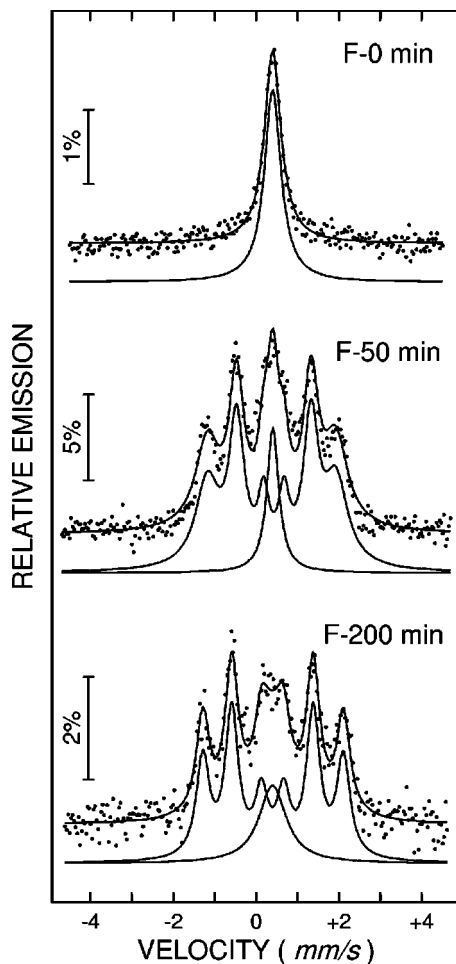 F-0 min
1%
F-50 min
5%
F-200 min
2%
RELATIVE EMISSION
-4 -2 0 +2 +4
VELOCITY ( mm/s )